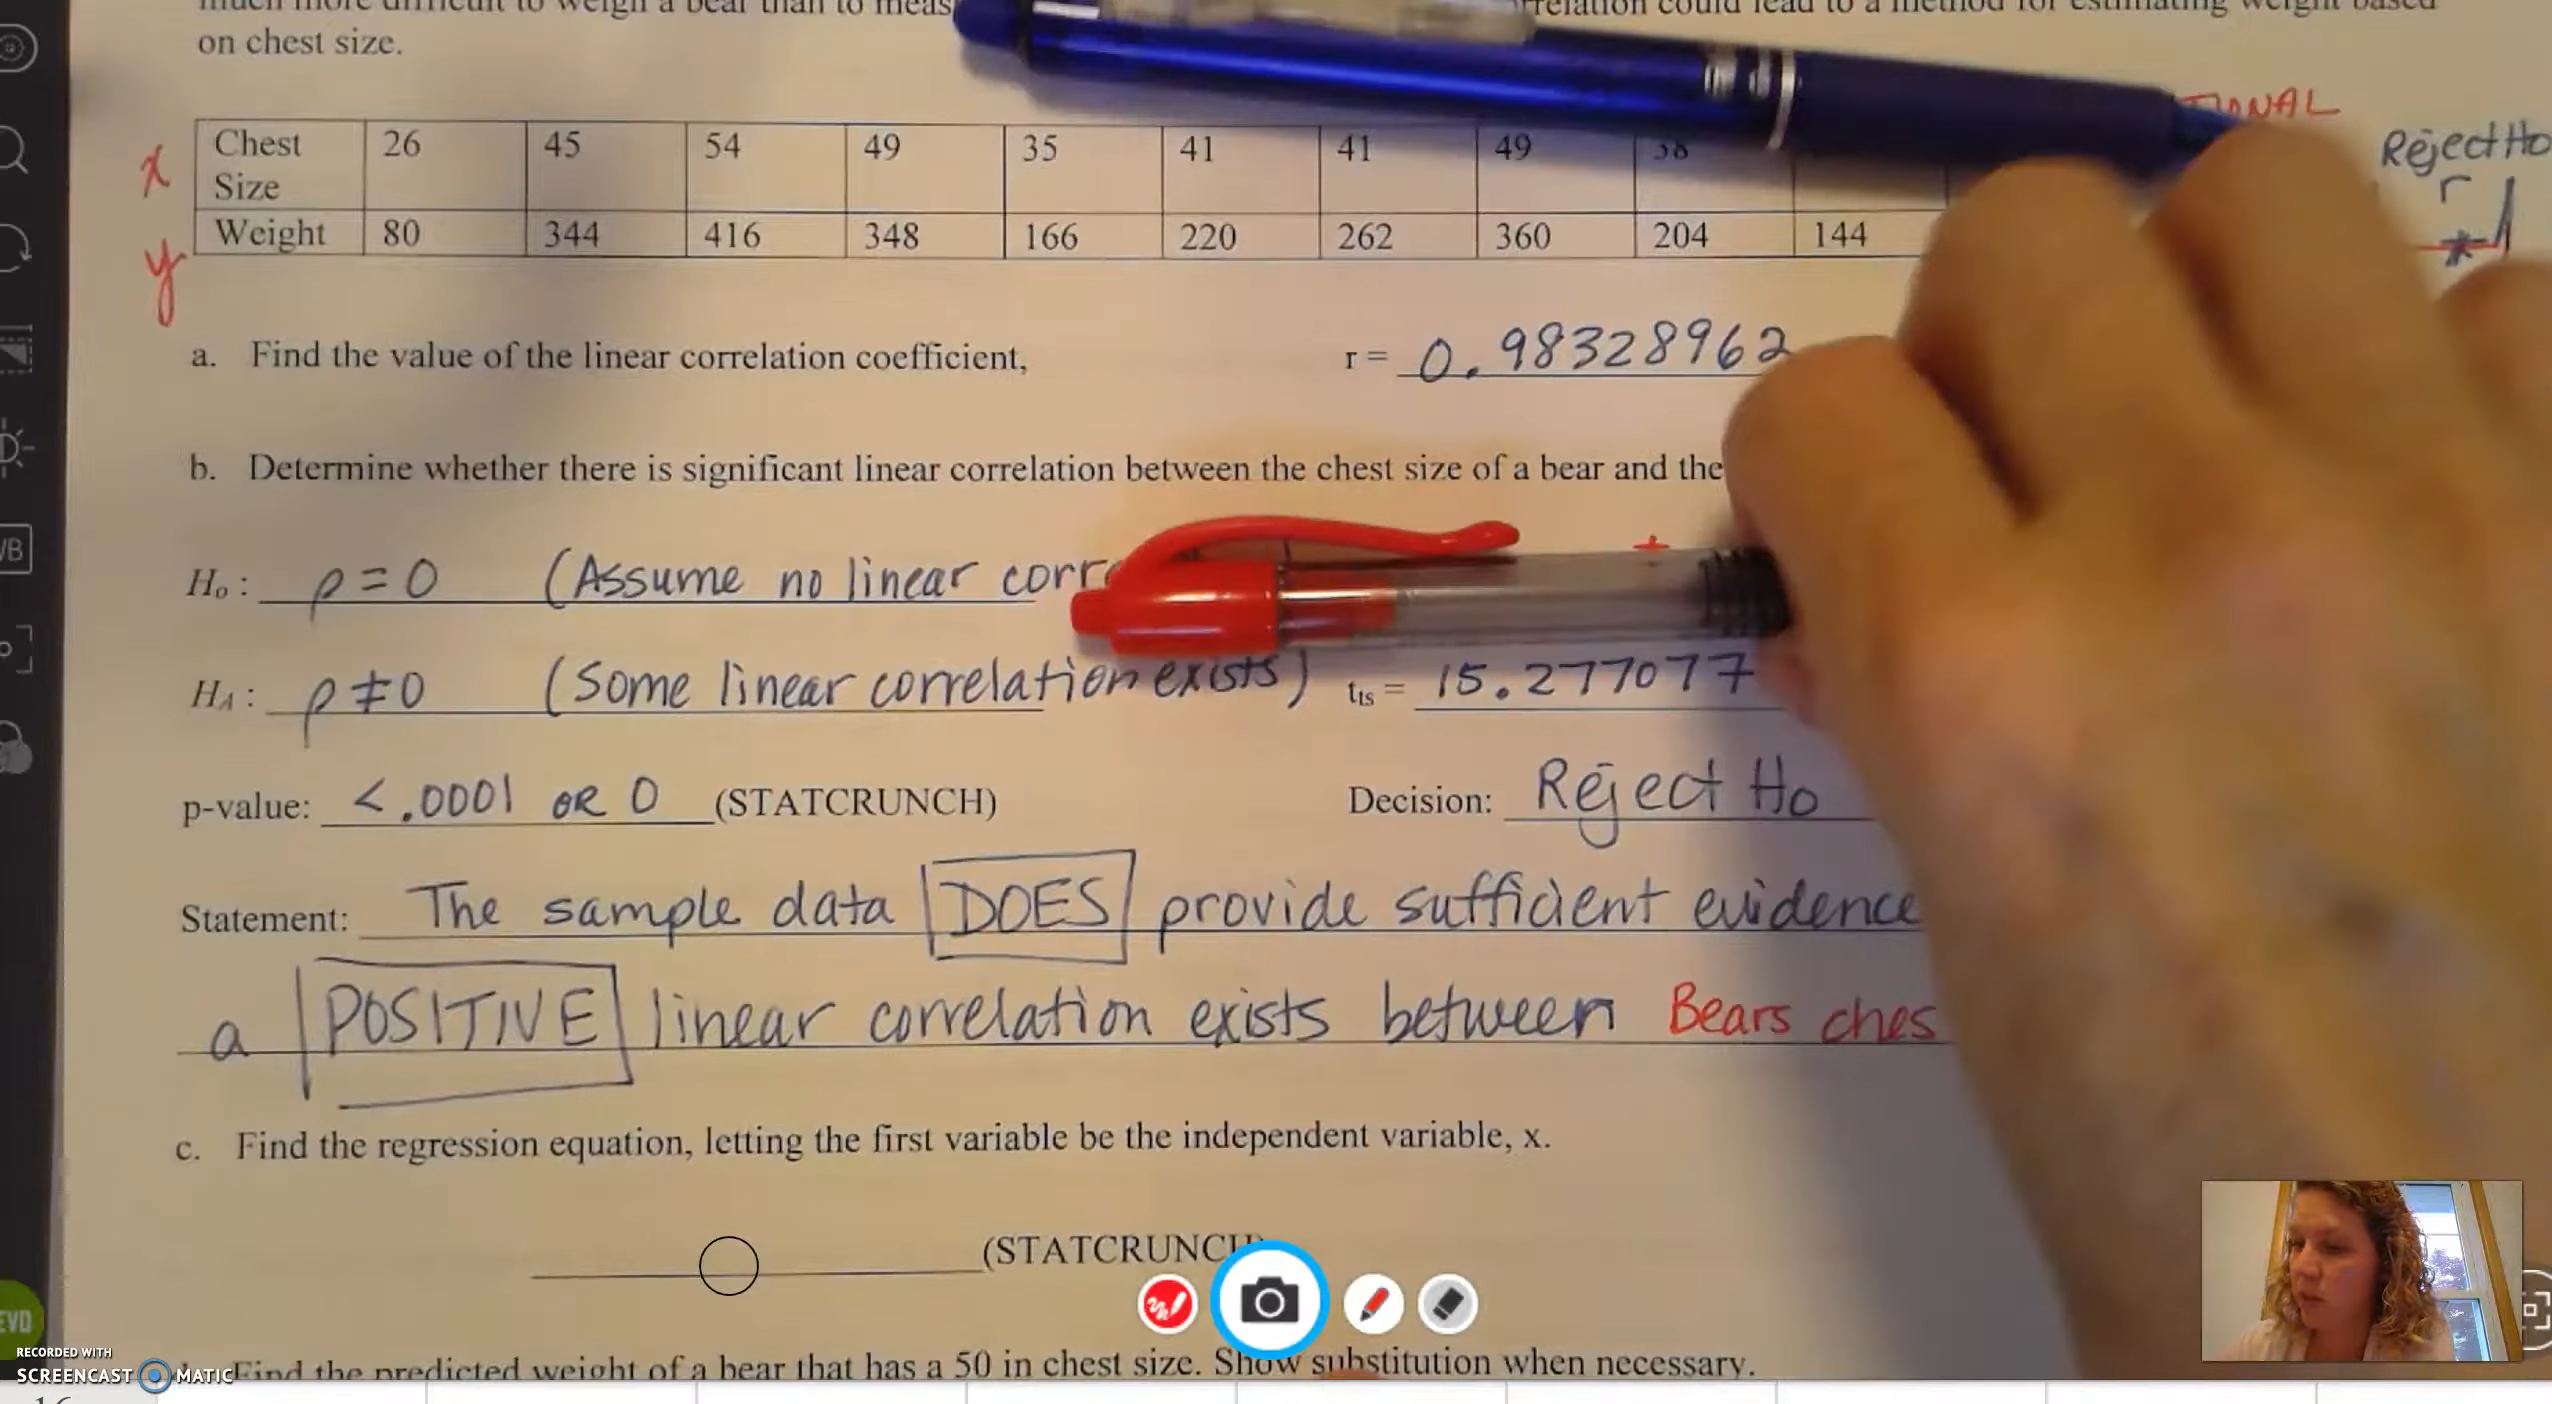 on chest size.
ONAL
Reject Ho
r
x Chest Size 26 45 54 49 35 41 41 49 38
y Weight 80 344 416 348 166 220 262 360 204 144
*
a. Find the value of the linear correlation coefficient, r = 0.98328962
b. Determine whether there is significant linear correlation between the chest size of a bear and the
Ho : ρ = 0 (Assume no linear corre
HA : ρ ≠ 0 (Some linear correlation exists) tts = 15.277077
p-value: < .0001 OR 0 (STATCRUNCH) Decision: Reject Ho
Statement: The sample data DOES provide sufficient evidence
a POSITIVE linear correlation exists between Bears ches
c. Find the regression equation, letting the first variable be the independent variable, x.
(STATCRUNCH)
Find the predicted weight of a bear that has a 50 in chest size. Show substitution when necessary.
EVO
RECORDED WITH
SCREENCAST MATIC